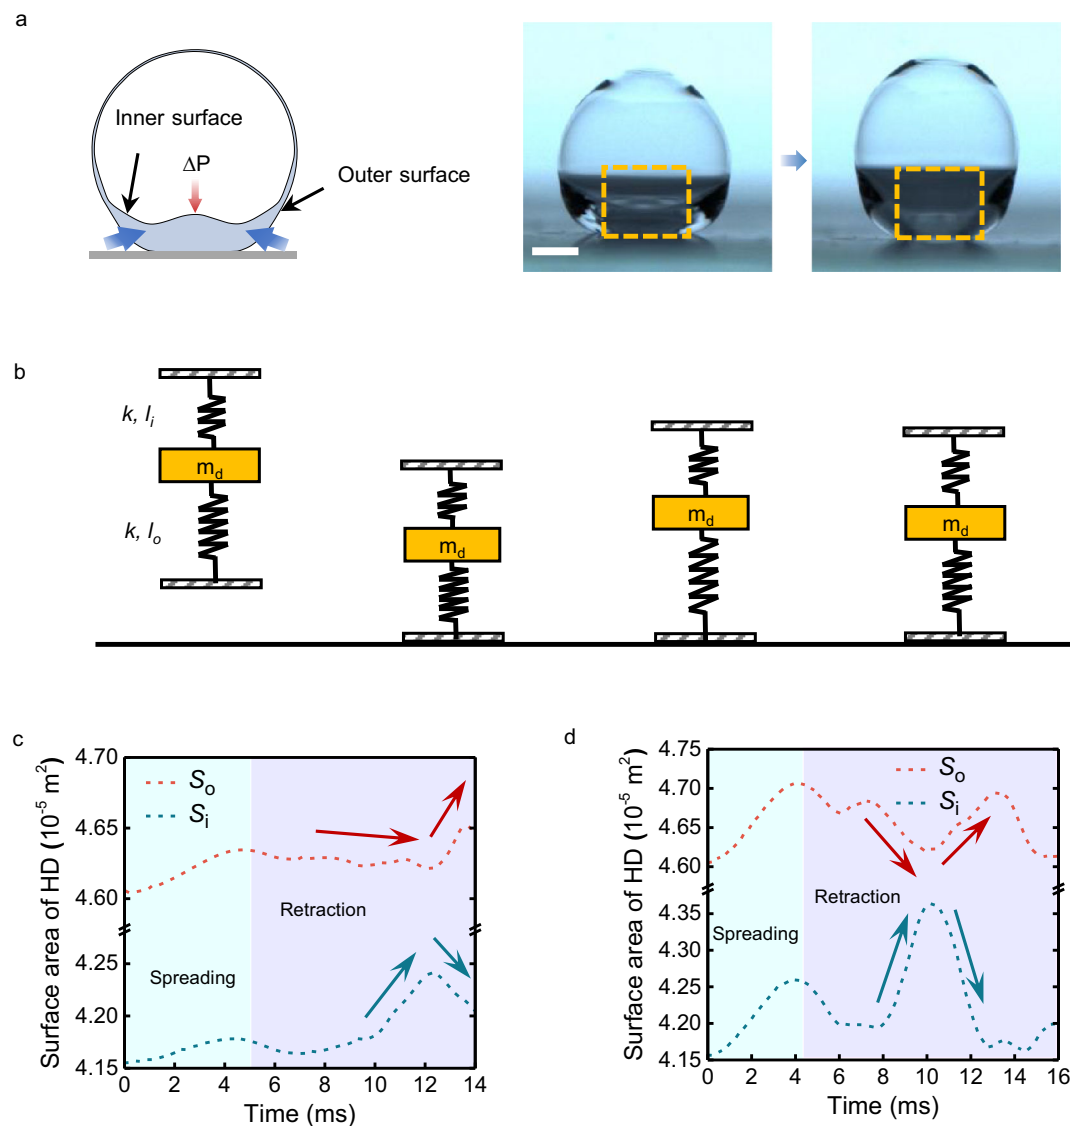 a
Inner surface
ΔP
Outer surface
b
k, l_i
m_d
k, l_o
m_d
m_d
m_d
c
Surface area of HD (10^-5 m^2)
4.70
4.65
4.60
4.25
4.20
4.15
S_o
S_i
Retraction
Spreading
0 2 4 6 8 10 12 14
Time (ms)
d
Surface area of HD (10^-5 m^2)
4.75
4.70
4.65
4.60
4.35
4.30
4.25
4.20
4.15
S_o
S_i
Retraction
Spreading
0 2 4 6 8 10 12 14 16
Time (ms)